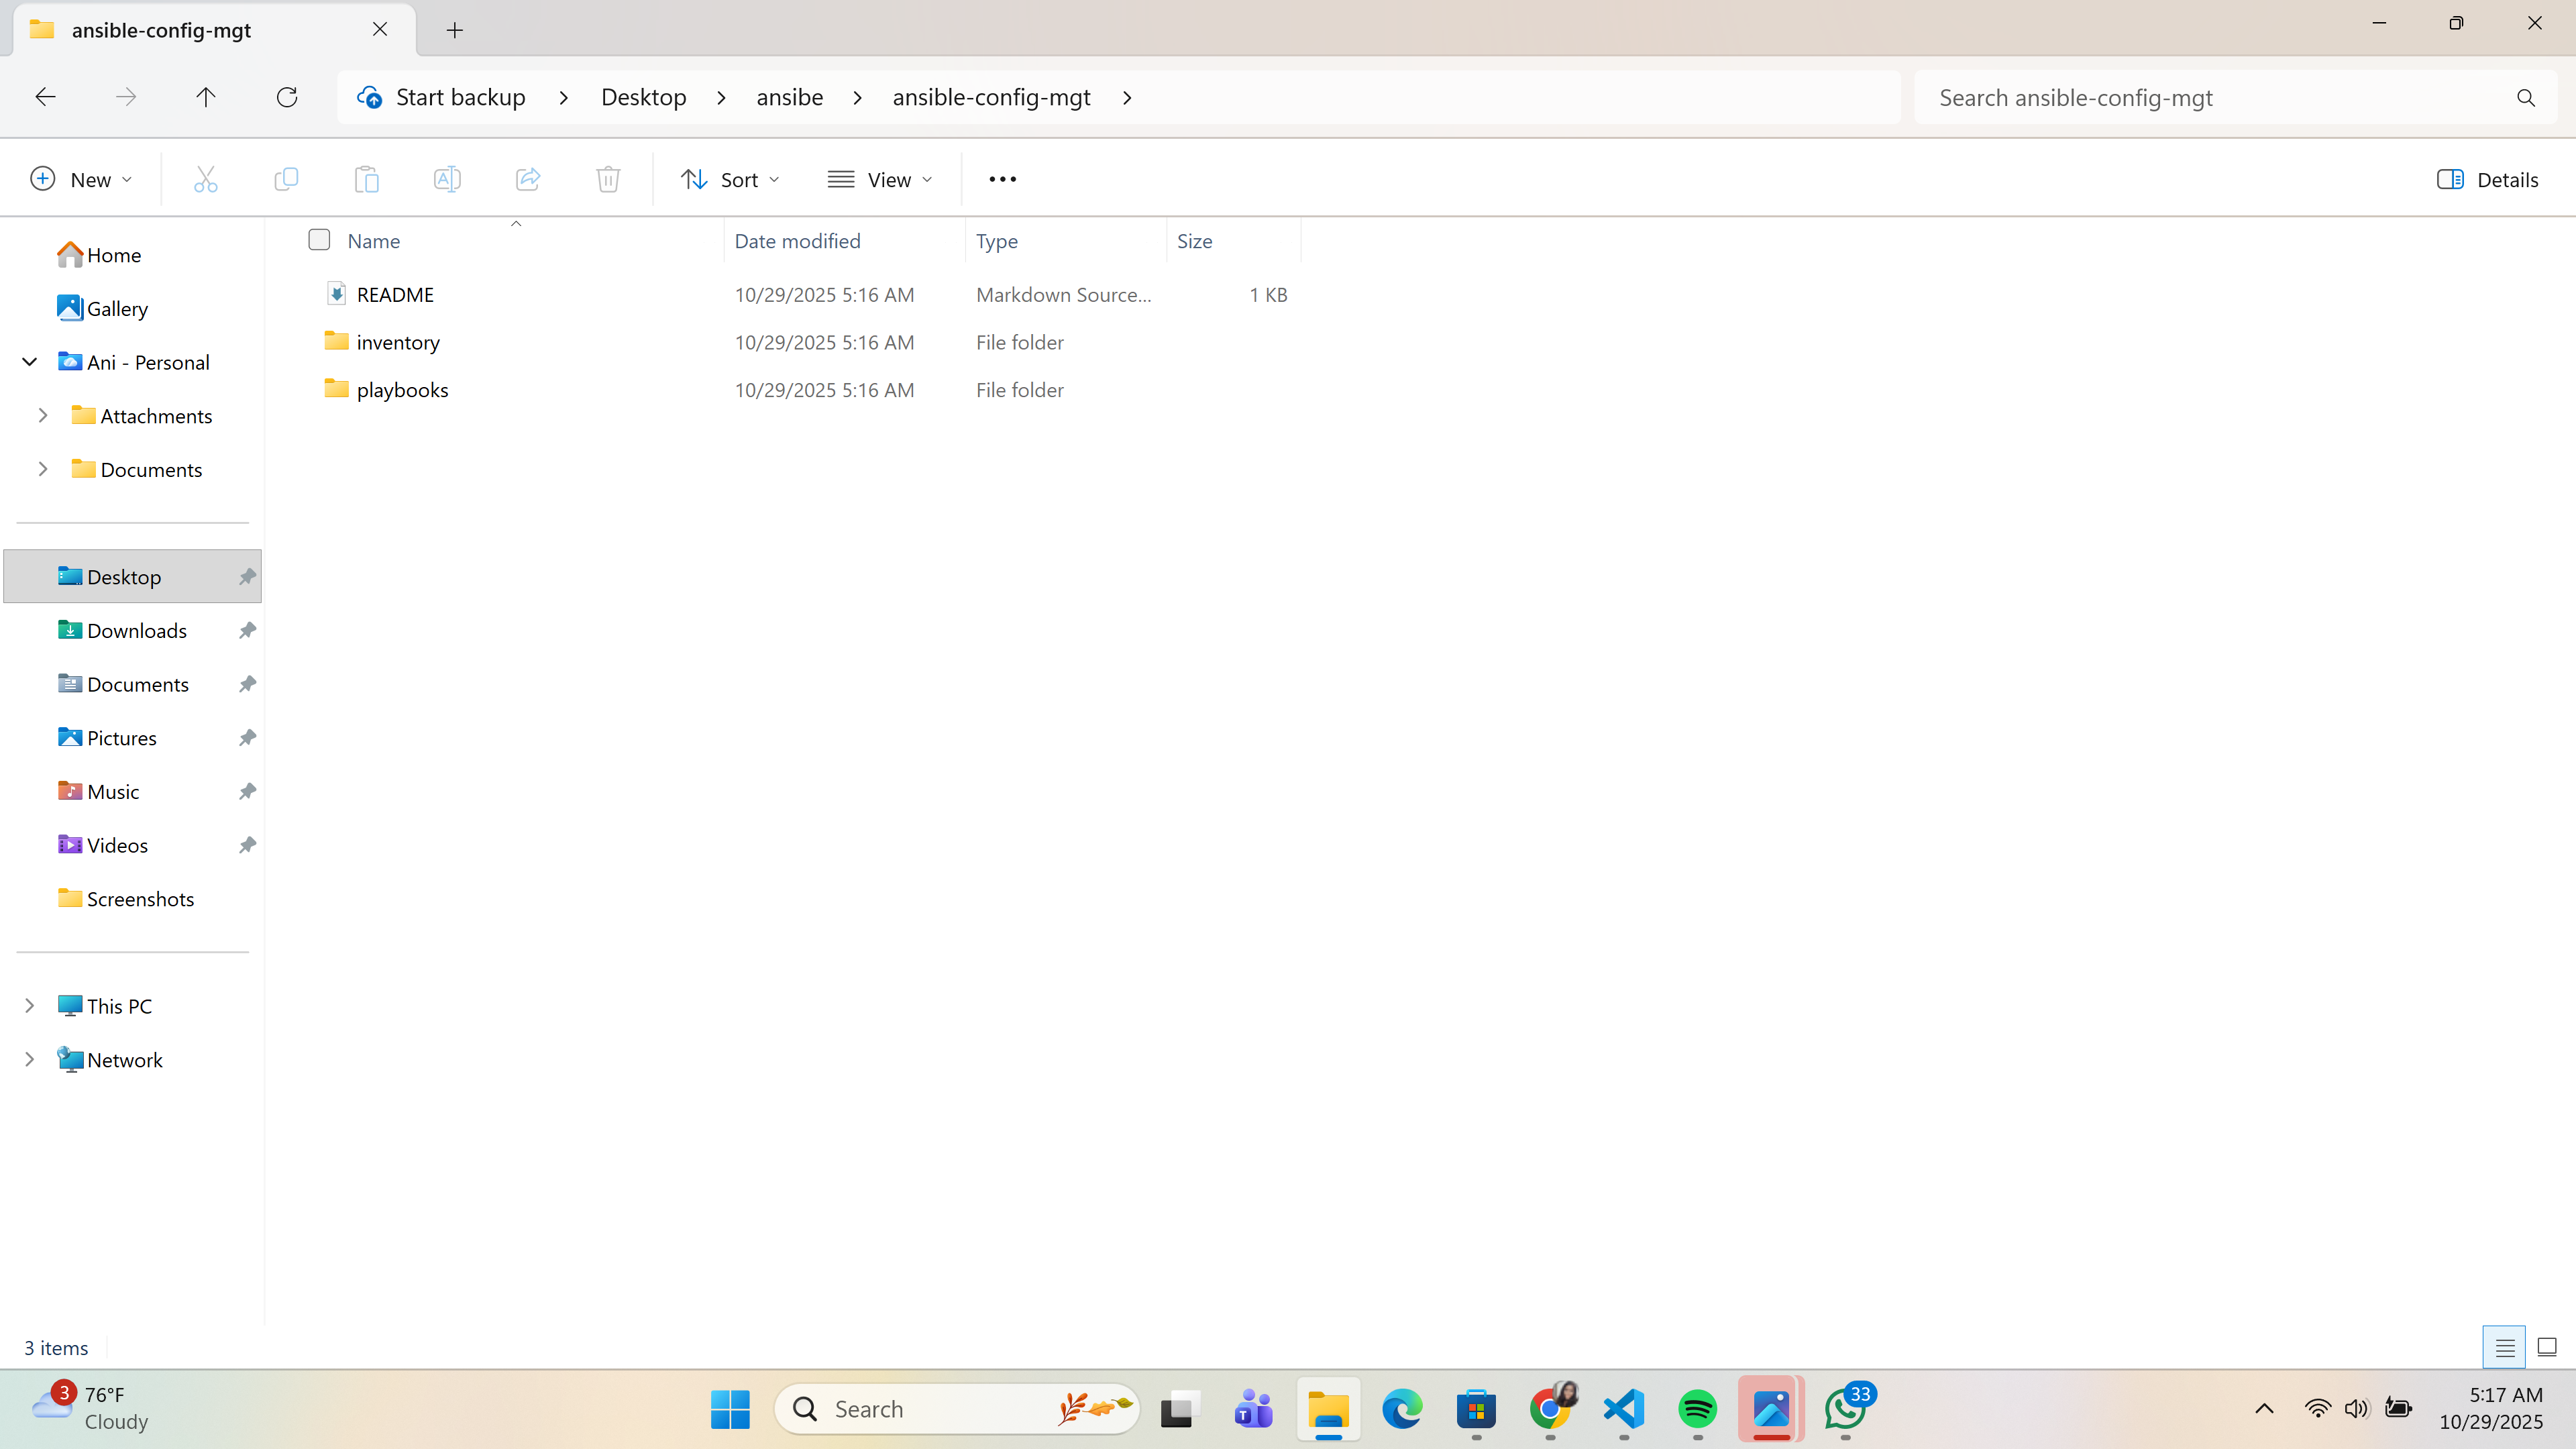 ansible-config-mgt
Start backup > Desktop > ansibe > ansible-config-mgt >
Search ansible-config-mgt
New
Sort
View
Details
Name Date modified Type Size
README 10/29/2025 5:16 AM Markdown Source... 1 KB
inventory 10/29/2025 5:16 AM File folder
playbooks 10/29/2025 5:16 AM File folder
Home
Gallery
Ani - Personal
Attachments
Documents
Desktop
Downloads
Documents
Pictures
Music
Videos
Screenshots
This PC
Network
3 items
3
76°F
Cloudy
Search
T
33
5:17 AM
10/29/2025